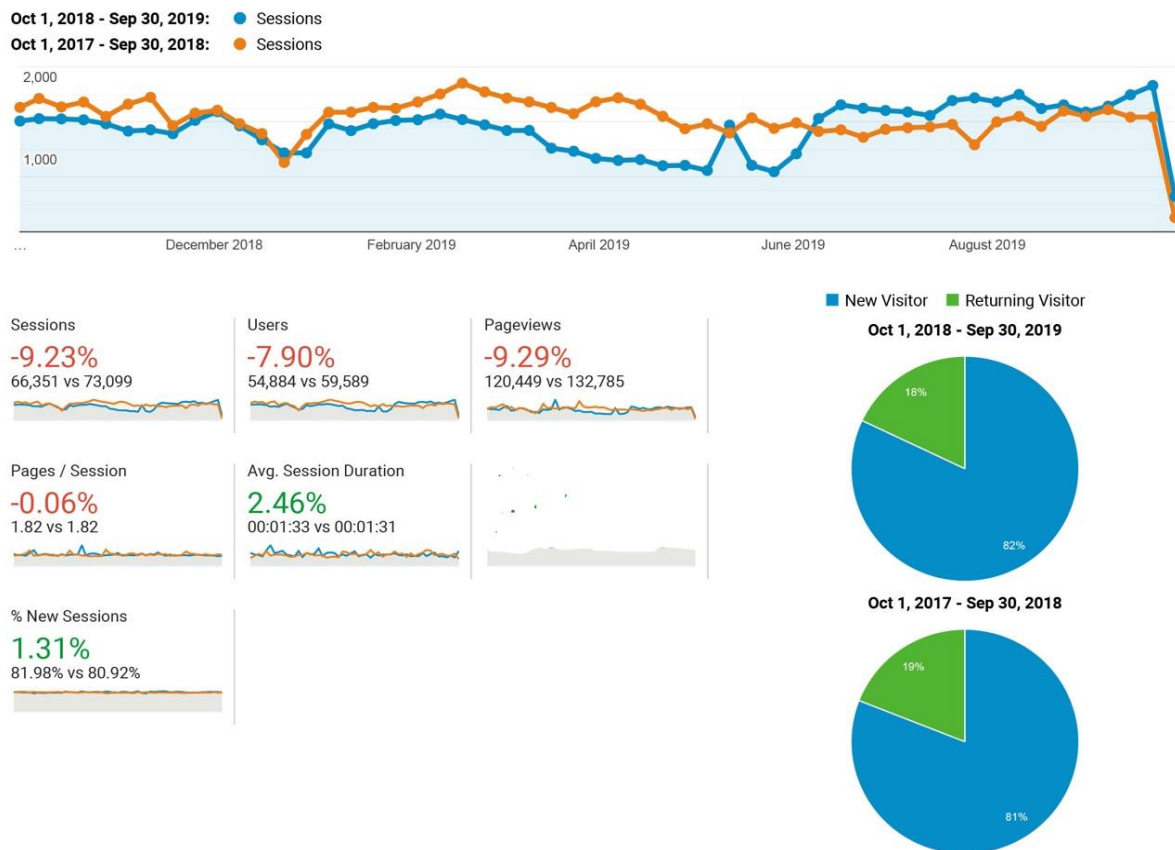 Oct 1, 2018 - Sep 30, 2019: Sessions
Oct 1, 2017 - Sep 30, 2018: Sessions
2,000
1,000
...
December 2018
February 2019
April 2019
June 2019
August 2019
Sessions
-9.23%
66,351 vs 73,099
Users
-7.90%
54,884 vs 59,589
Pageviews
-9.29%
120,449 vs 132,785
Pages / Session
-0.06%
1.82 vs 1.82
Avg. Session Duration
2.46%
00:01:33 vs 00:01:31
% New Sessions
1.31%
81.98% vs 80.92%
New Visitor Returning Visitor
Oct 1, 2018 - Sep 30, 2019
18%
82%
Oct 1, 2017 - Sep 30, 2018
19%
81%